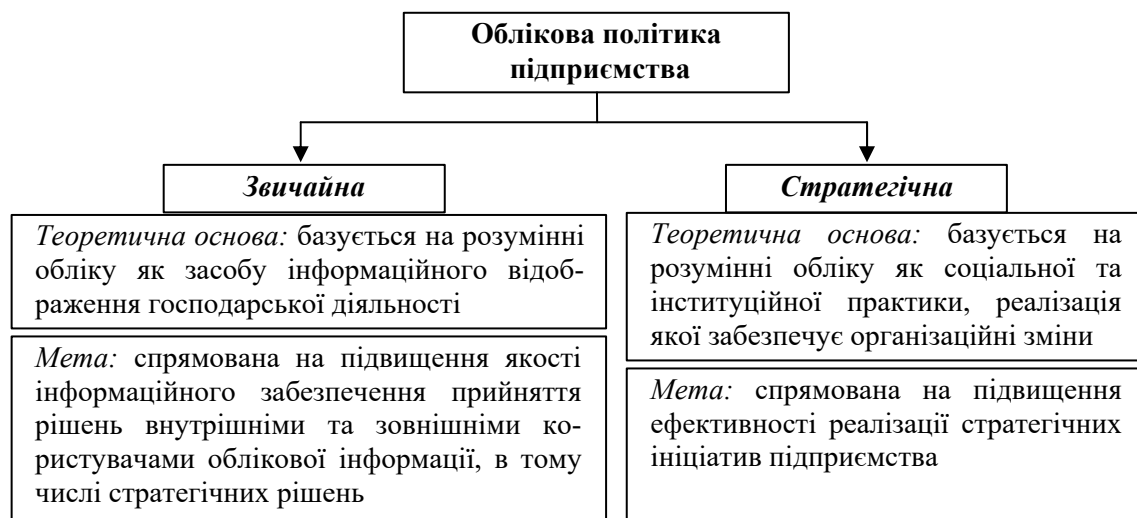 Облікова політика
підприємства
Звичайна
Теоретична основа: базується на розумінні
обліку як засобу інформаційного відоб-
раження господарської діяльності
Мета: спрямована на підвищення якості
інформаційного забезпечення прийняття
рішень внутрішніми та зовнішніми ко-
ристувачами облікової інформації, в тому
числі стратегічних рішень
Стратегічна
Теоретична основа: базується на
розумінні обліку як соціальної та
інституційної практики, реалізація
якої забезпечує організаційні зміни
Мета: спрямована на підвищення
ефективності реалізації стратегічних
ініціатив підприємства